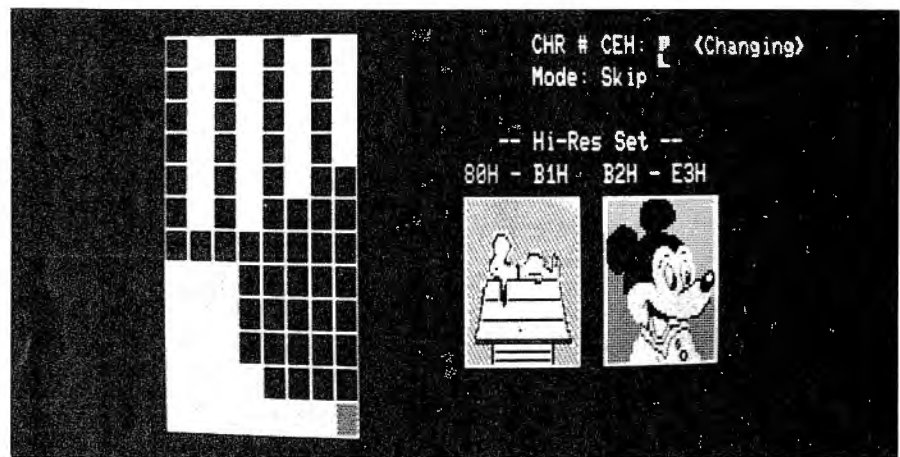 CHR # CEH: <Changing>
Mode: Skip
-- Hi-Res Set --
80H - B1H B2H - E3H